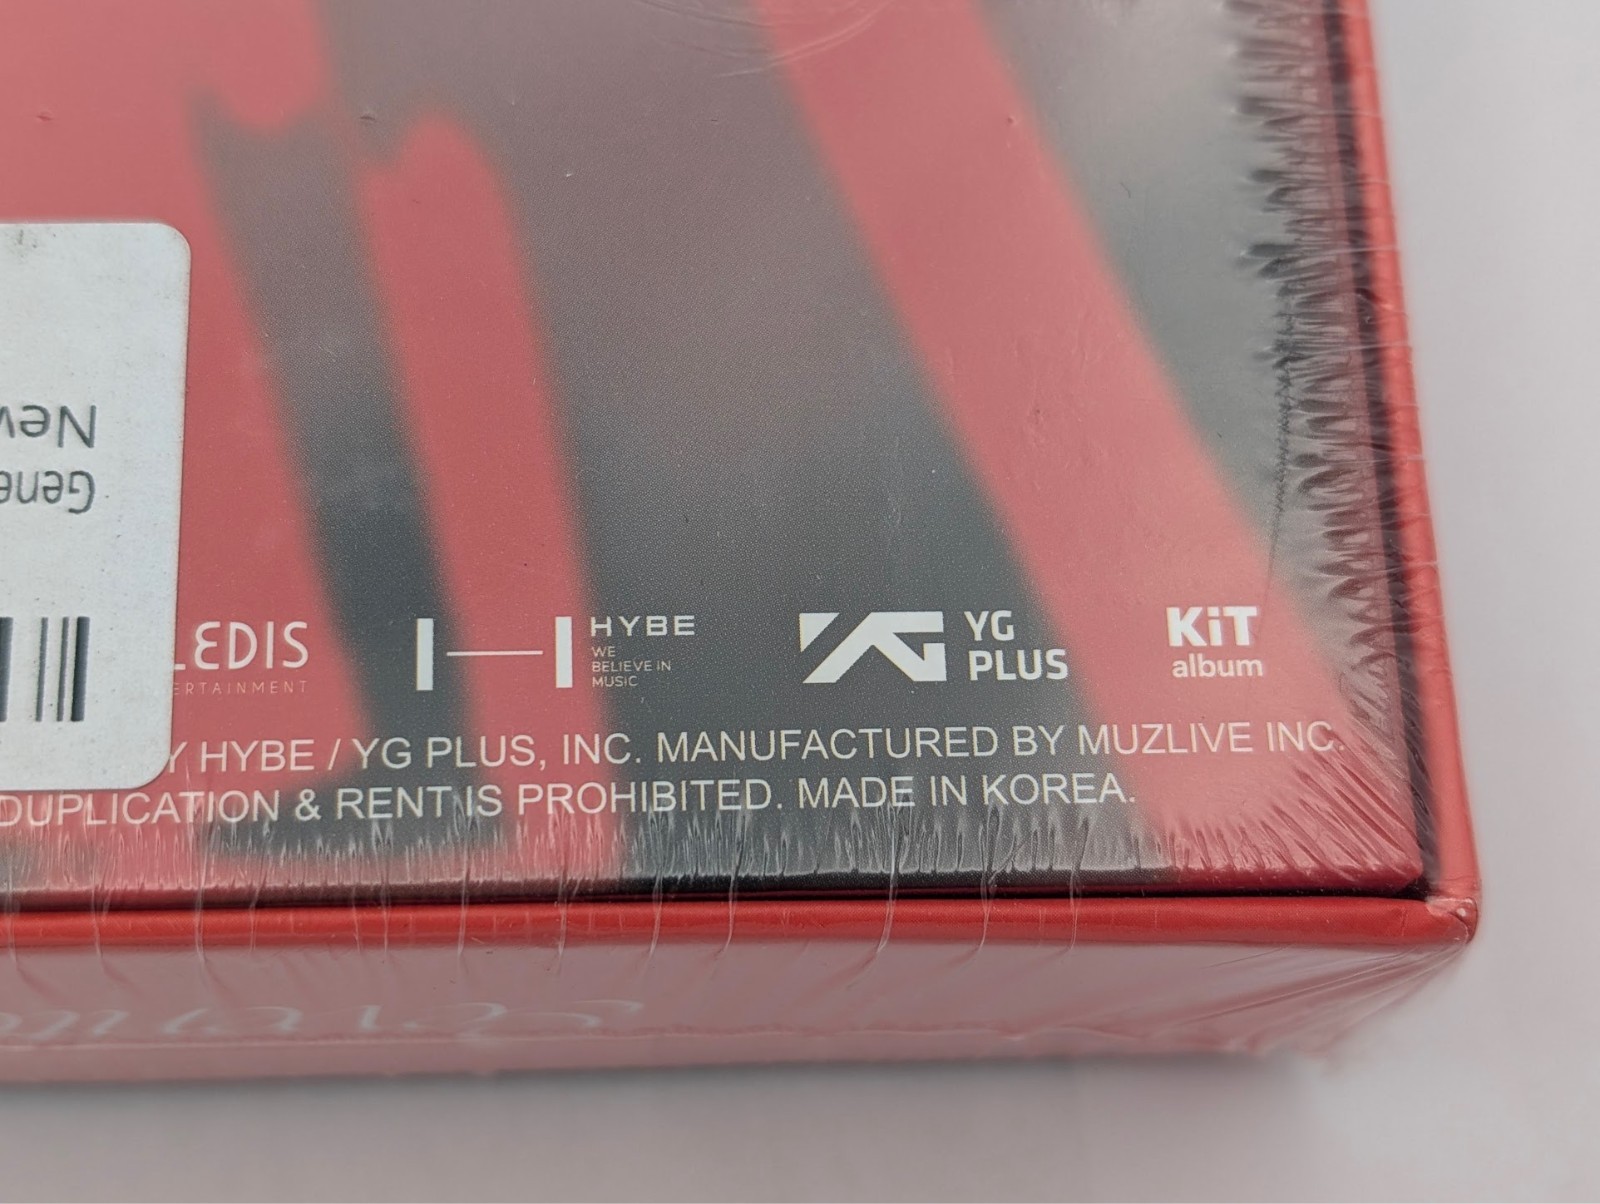 LEDIS
ERTAINMENT
HYBE
WE
BELIEVE IN
MUSIC
YG
PLUS
KiT
album
Y HYBE / YG PLUS, INC. MANUFACTURED BY MUZLIVE INC.
DUPLICATION & RENT IS PROHIBITED. MADE IN KOREA.
Gene
New